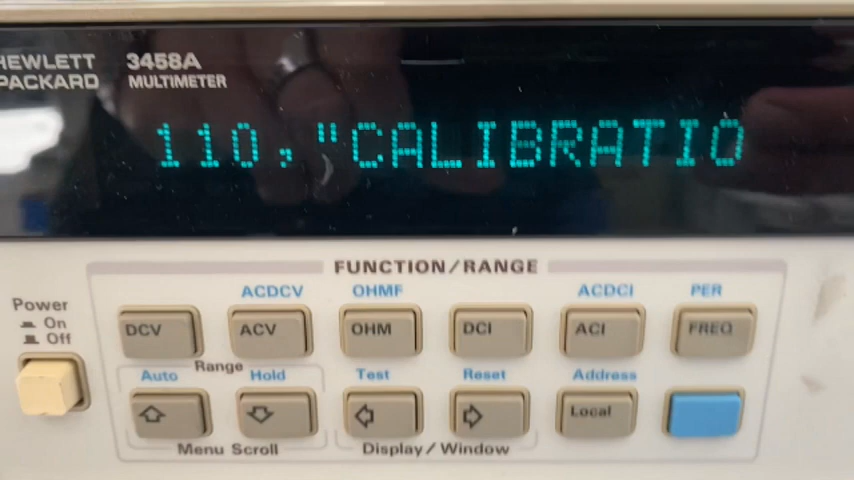 HEWLETT 3458A
PACKARD MULTIMETER
110,"CALIBRATIO
FUNCTION/RANGE
Power
On
Off
ACDCV OHMF ACDCI PER
DCV ACV OHM DCI ACI FREQ
Range
Auto Hold Test Reset Address
Local
Menu Scroll Display/Window